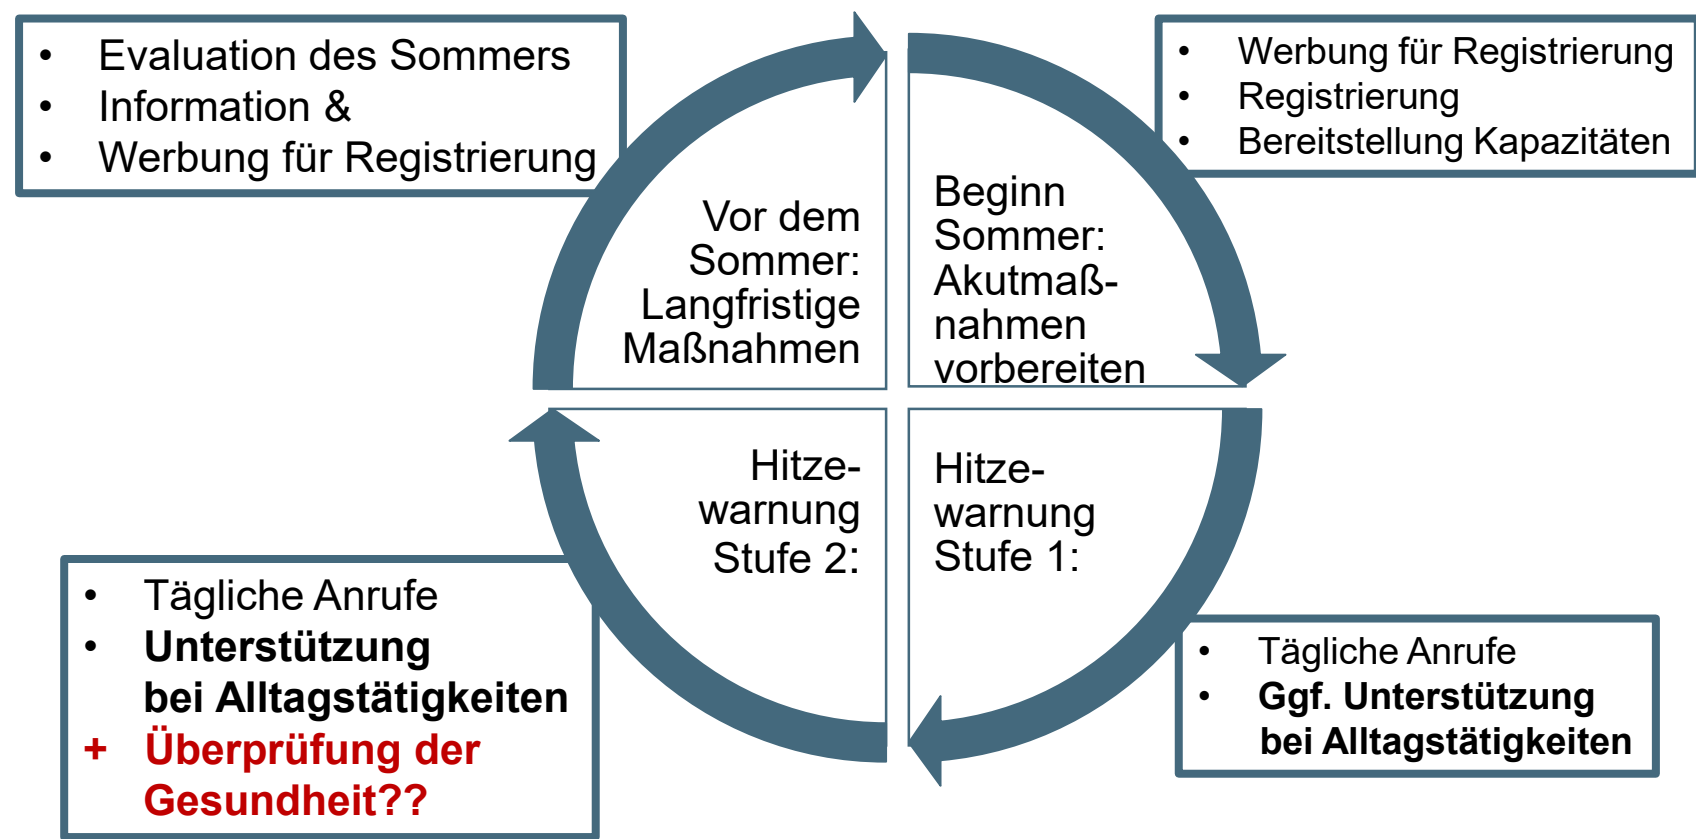 • Evaluation des Sommers
• Information &
• Werbung für Registrierung
• Werbung für Registrierung
• Registrierung
• Bereitstellung Kapazitäten
Vor dem
Sommer:
Langfristige
Maßnahmen
Beginn
Sommer:
Akutmaß-
nahmen
vorbereiten
Hitze-
warnung
Stufe 2:
Hitze-
warnung
Stufe 1:
• Tägliche Anrufe
• Unterstützung
bei Alltagstätigkeiten
+ Überprüfung der
Gesundheit??
• Tägliche Anrufe
• Ggf. Unterstützung
bei Alltagstätigkeiten